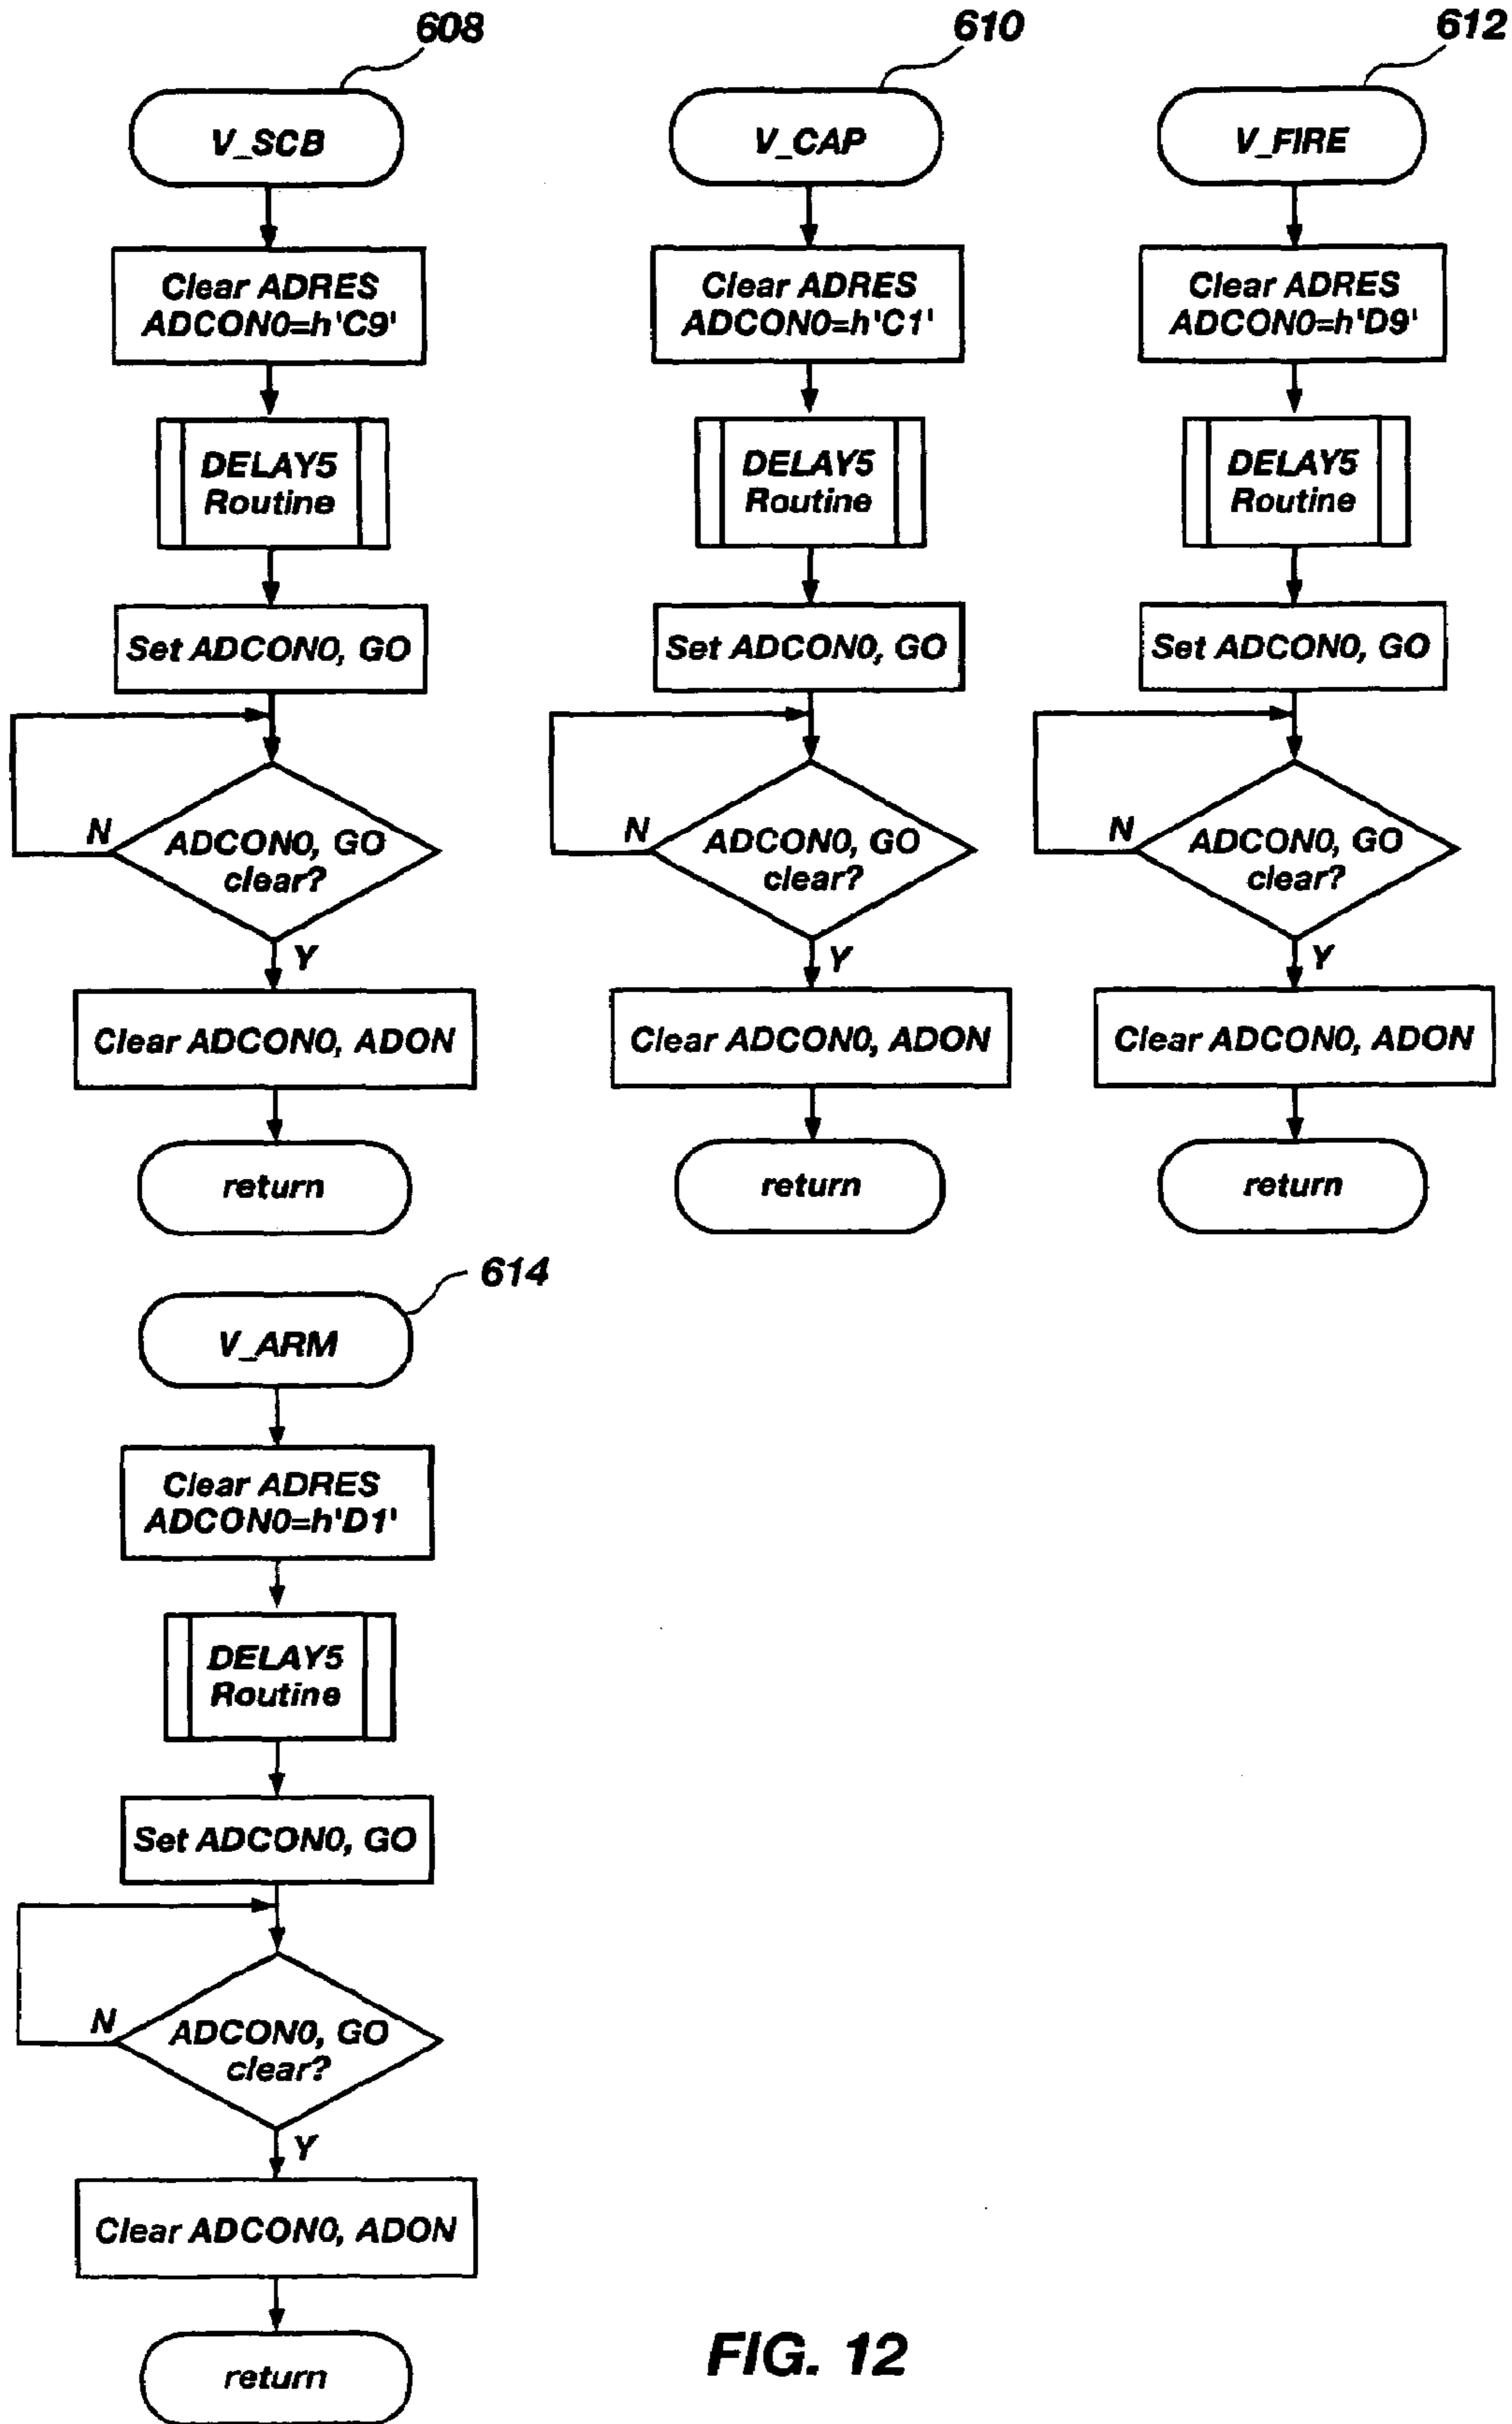 608
V_SCB
Clear ADRES
ADCON0=h'C9'
DELAY5
Routine
Set ADCON0, GO
N
ADCON0, GO
clear?
Y
Clear ADCON0, ADON
return
610
V_CAP
Clear ADRES
ADCON0=h'C1'
DELAY5
Routine
Set ADCON0, GO
N
ADCON0, GO
clear?
Y
Clear ADCON0, ADON
return
612
V_FIRE
Clear ADRES
ADCON0=h'D9'
DELAY5
Routine
Set ADCON0, GO
N
ADCON0, GO
clear?
Y
Clear ADCON0, ADON
return
614
V_ARM
Clear ADRES
ADCON0=h'D1'
DELAY5
Routine
Set ADCON0, GO
N
ADCON0, GO
clear?
Y
Clear ADCON0, ADON
return
FIG. 12